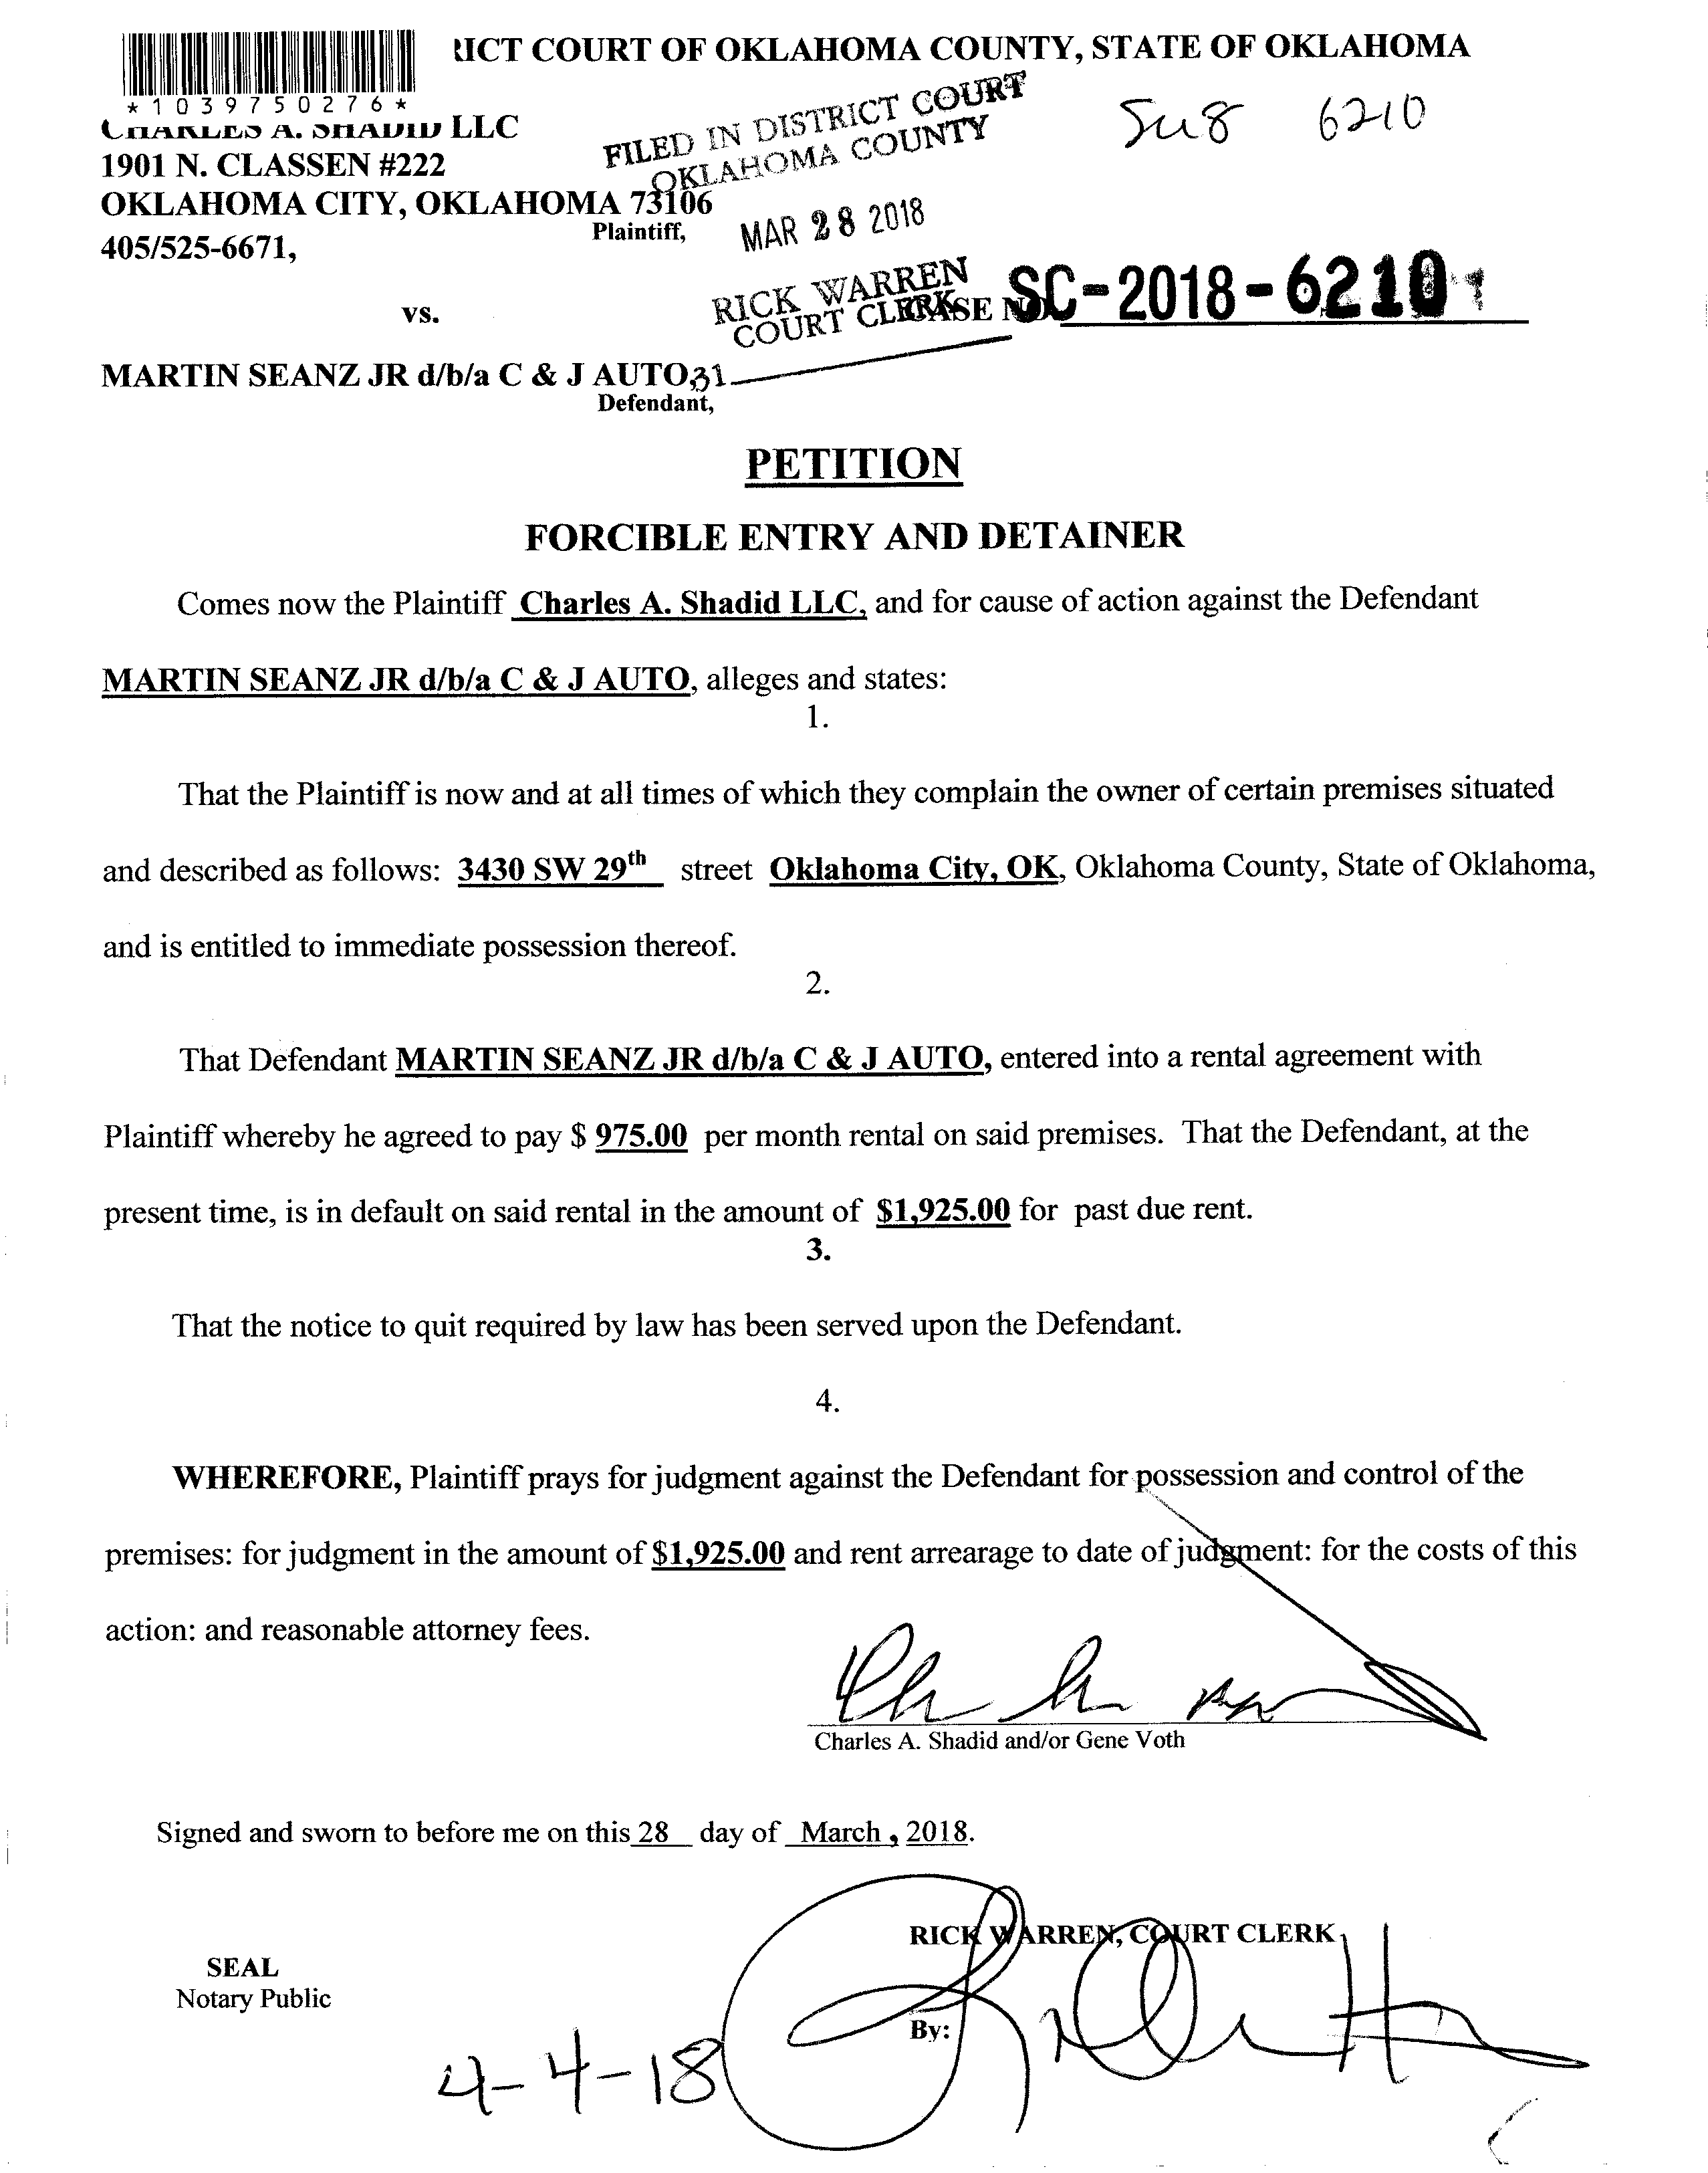 RICT COURT OF OKLAHOMA COUNTY, STATE OF OKLAHOMA
*1039750276*
CHARLES A. SHADID LLC
1901 N. CLASSEN #222
OKLAHOMA CITY, OKLAHOMA 73106
Plaintiff,
405/525-6671,
FILED IN DISTRICT COURT
OKLAHOMA COUNTY
MAR 28 2018
RICK WARREN
COURT CLERK
6210
vs.
CASE NO. SC-2018-6210
MARTIN SEANZ JR d/b/a C & J AUTO,
31
Defendant,
PETITION
FORCIBLE ENTRY AND DETAINER
Comes now the Plaintiff Charles A. Shadid LLC, and for cause of action against the Defendant
MARTIN SEANZ JR d/b/a C & J AUTO, alleges and states:
1.
That the Plaintiff is now and at all times of which they complain the owner of certain premises situated
and described as follows: 3430 SW 29th street Oklahoma City, OK, Oklahoma County, State of Oklahoma,
and is entitled to immediate possession thereof.
2.
That Defendant MARTIN SEANZ JR d/b/a C & J AUTO, entered into a rental agreement with
Plaintiff whereby he agreed to pay $ 975.00 per month rental on said premises. That the Defendant, at the
present time, is in default on said rental in the amount of $1,925.00 for past due rent.
3.
That the notice to quit required by law has been served upon the Defendant.
4.
WHEREFORE, Plaintiff prays for judgment against the Defendant for possession and control of the
premises: for judgment in the amount of $1,925.00 and rent arrearage to date of judgment: for the costs of this
action: and reasonable attorney fees.
Charles A. Shadid and/or Gene Voth
Signed and sworn to before me on this 28 day of March, 2018.
RICK WARREN, COURT CLERK
SEAL
Notary Public
By:
4-4-18